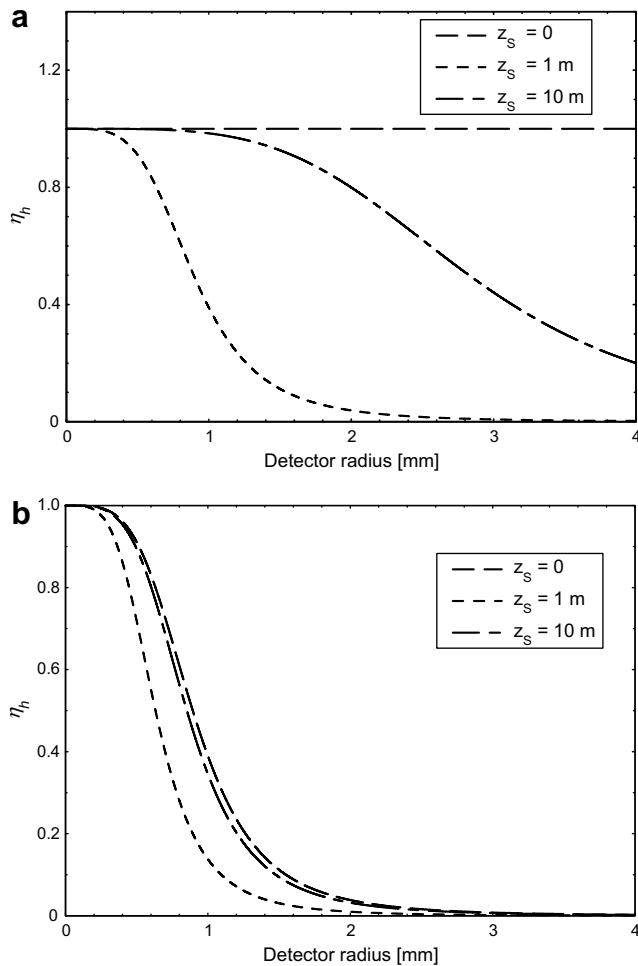 a
1.2
0.8
0.4
0
η_h
z_S = 0
z_S = 1 m
z_S = 10 m
0 1 2 3 4
Detector radius [mm]
b
1.0
0.8
0.6
0.4
0.2
0
η_h
z_S = 0
z_S = 1 m
z_S = 10 m
0 1 2 3 4
Detector radius [mm]